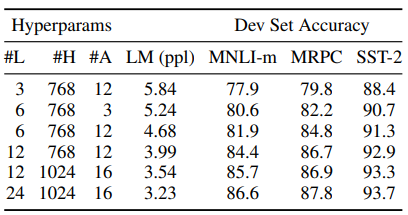 Hyperparams Dev Set Accuracy
#L #H #A LM (ppl) MNLI-m MRPC SST-2
3 768 12 5.84 77.9 79.8 88.4
6 768 3 5.24 80.6 82.2 90.7
6 768 12 4.68 81.9 84.8 91.3
12 768 12 3.99 84.4 86.7 92.9
12 1024 16 3.54 85.7 86.9 93.3
24 1024 16 3.23 86.6 87.8 93.7